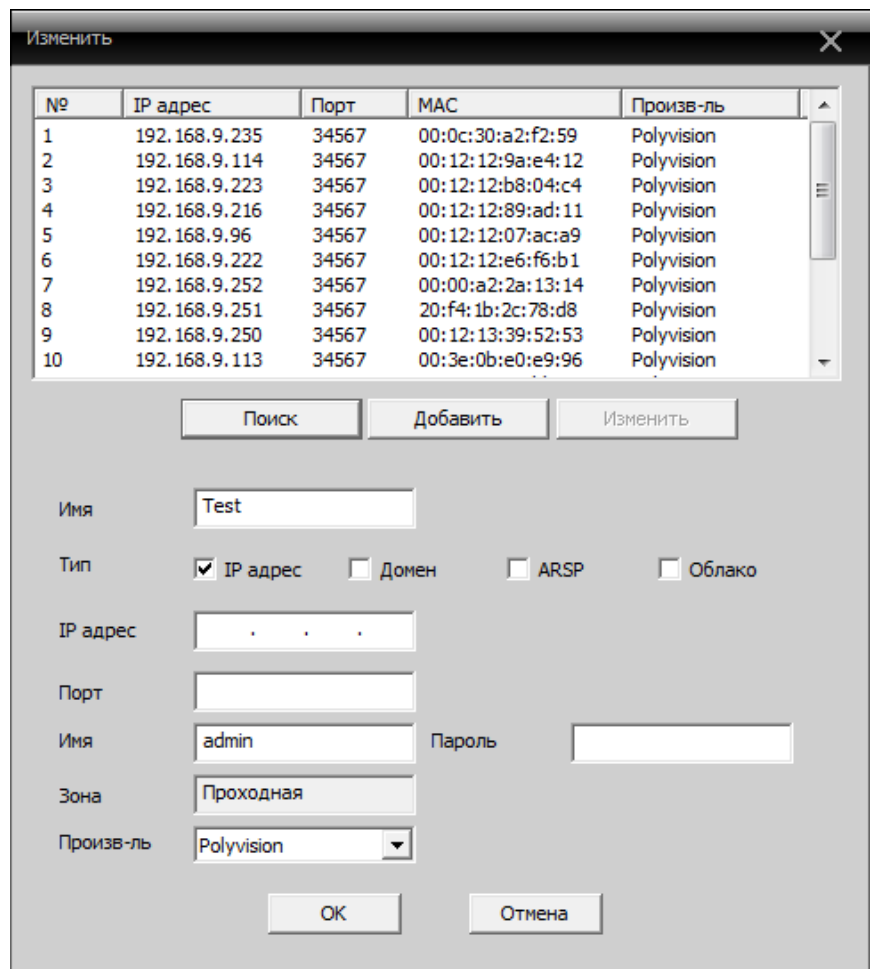 Изменить
№ IP адрес Порт MAC Произв-ль
1 192.168.9.235 34567 00:0c:30:a2:f2:59 Polyvision
2 192.168.9.114 34567 00:12:12:9a:e4:12 Polyvision
3 192.168.9.223 34567 00:12:12:b8:04:c4 Polyvision
4 192.168.9.216 34567 00:12:12:89:ad:11 Polyvision
5 192.168.9.96 34567 00:12:12:07:ac:a9 Polyvision
6 192.168.9.222 34567 00:12:12:e6:f6:b1 Polyvision
7 192.168.9.252 34567 00:00:a2:2a:13:14 Polyvision
8 192.168.9.251 34567 20:f4:1b:2c:78:d8 Polyvision
9 192.168.9.250 34567 00:12:13:39:52:53 Polyvision
10 192.168.9.113 34567 00:3e:0b:e0:e9:96 Polyvision
Поиск Добавить Изменить
Имя Test
Тип IP адрес Домен ARSP Облако
IP адрес . . .
Порт
Имя admin Пароль
Зона Проходная
Произв-ль Polyvision
OK Отмена